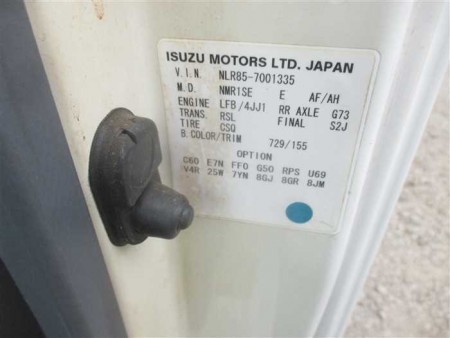 ISUZU MOTORS LTD. JAPAN
V.I.N. NLR85-7001335
M.D. NMR1SE E AF/AH
ENGINE LFB/4JJ1 RR AXLE G73
TRANS. RSL FINAL S2J
TIRE CSQ
B.COLOR/TRIM 729/155
OPTION
C60 E7N FF0 G50 RPS U69
V4R 25W 7YN 8GJ 8GR 8JM